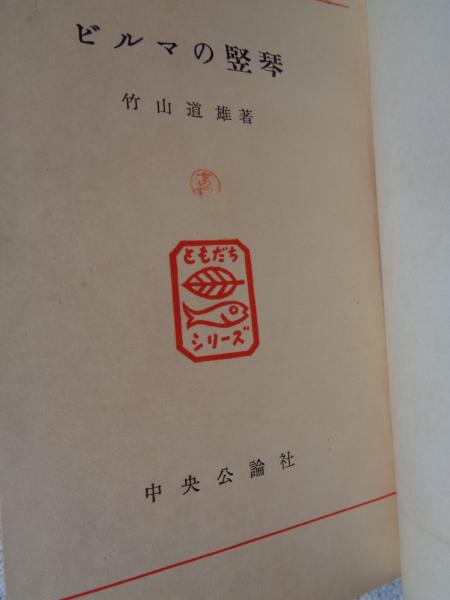 ビルマの竪琴
竹山道雄著
ともだち
シリーズ
中央公論社